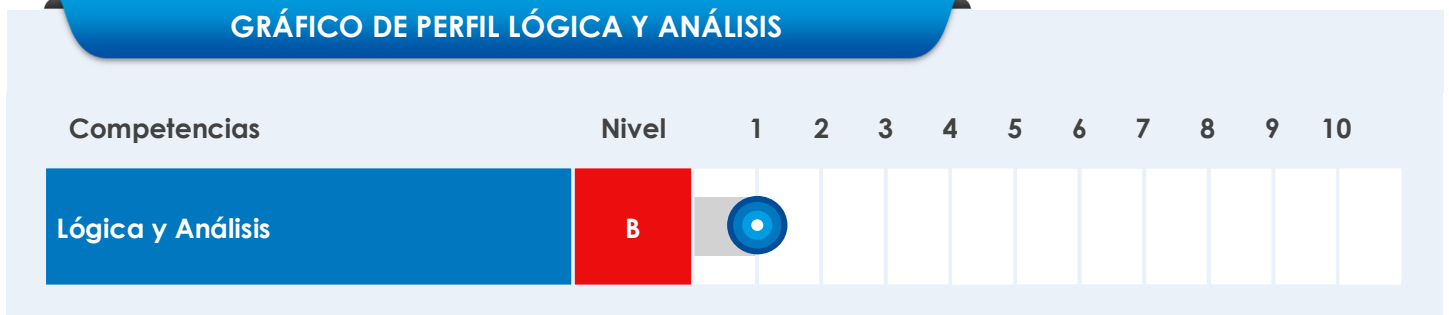 GRÁFICO DE PERFIL LÓGICA Y ANÁLISIS
Competencias Nivel 1 2 3 4 5 6 7 8 9 10
Lógica y Análisis B